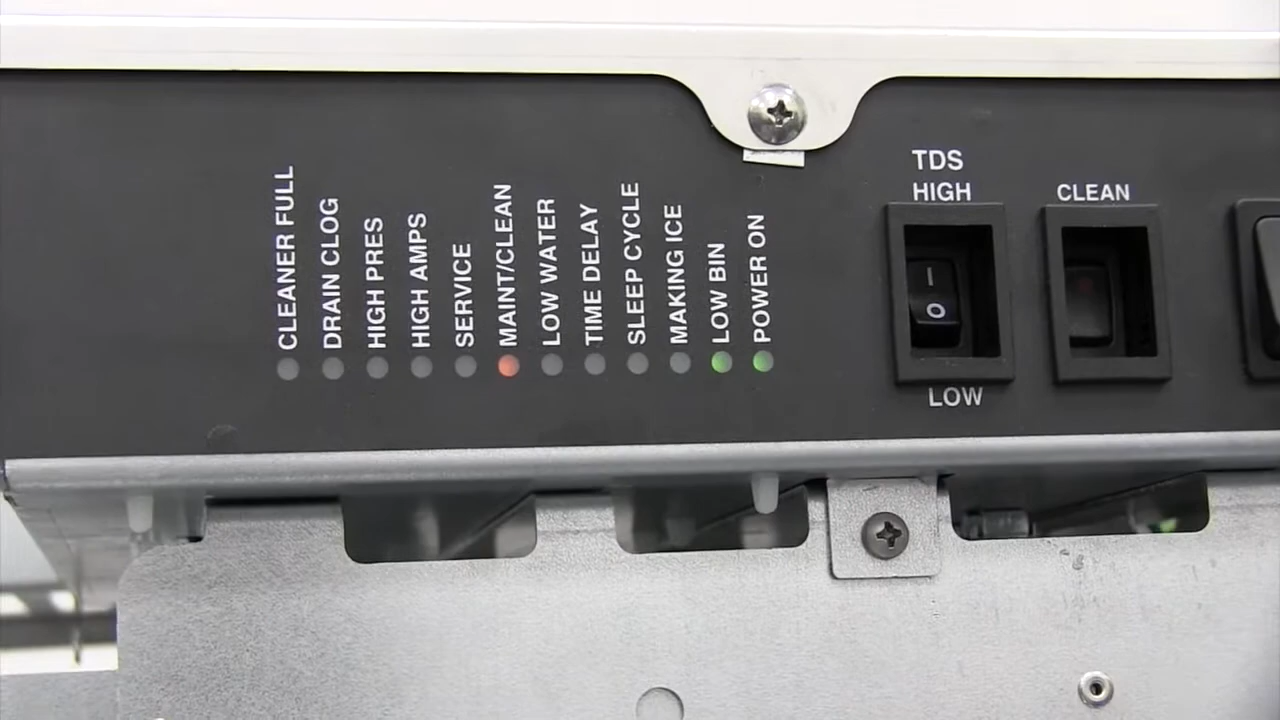 CLEANER FULL
DRAIN CLOG
HIGH PRES
HIGH AMPS
SERVICE
MAINT/CLEAN
LOW WATER
TIME DELAY
SLEEP CYCLE
MAKING ICE
LOW BIN
POWER ON
TDS
HIGH
I
O
LOW
CLEAN